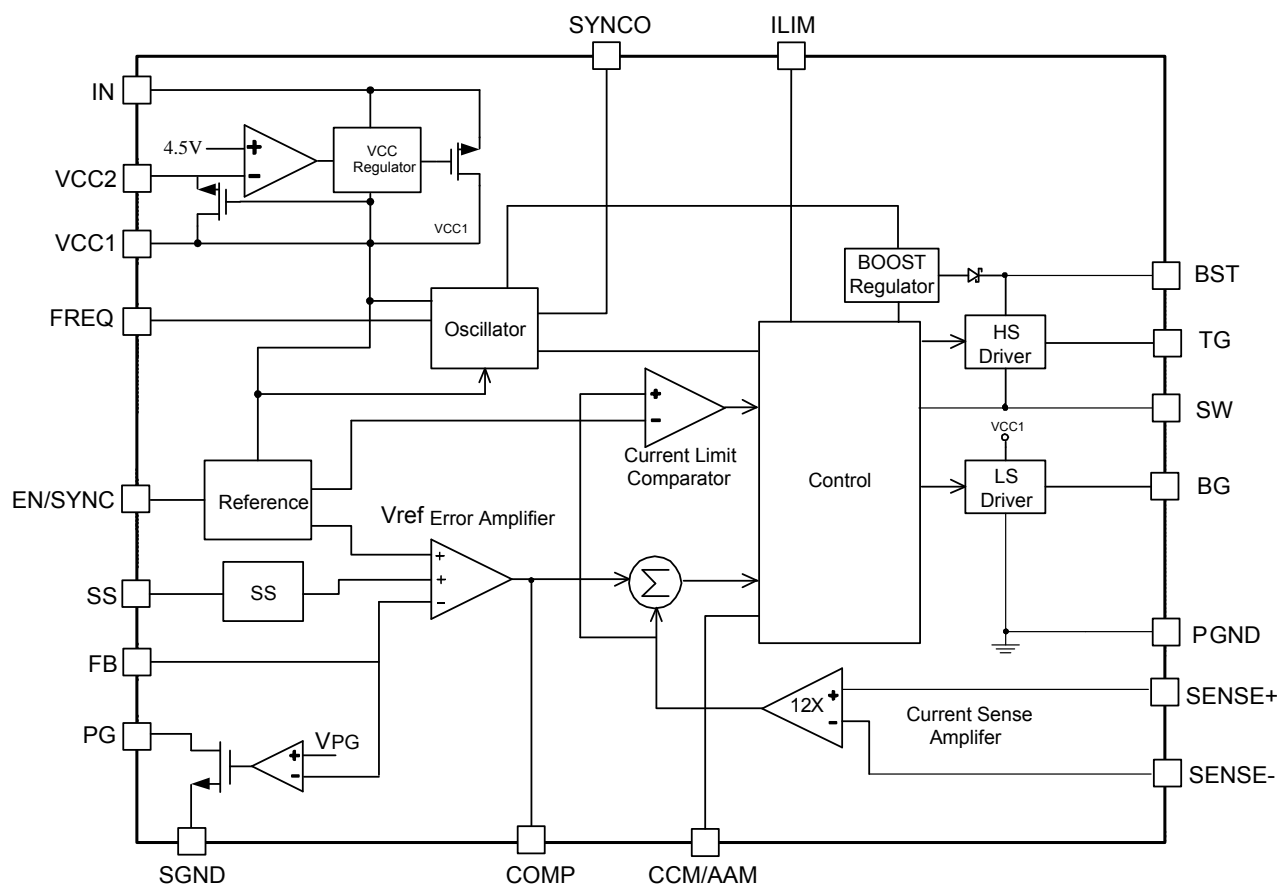 SYNCO
ILIM
IN
4.5V
+
-
VCC
Regulator
VCC2
VCC1
VCC1
BOOST
Regulator
BST
FREQ
Oscillator
HS
Driver
TG
+
-
SW
Current Limit
Comparator
VCC1
Control
LS
Driver
BG
EN/SYNC
Reference
Vref Error Amplifier
+
+
-
SS
SS
Σ
PGND
FB
12X
+
-
SENSE+
Current Sense
Amplifer
PG
VPG
+
-
SENSE-
SGND
COMP
CCM/AAM